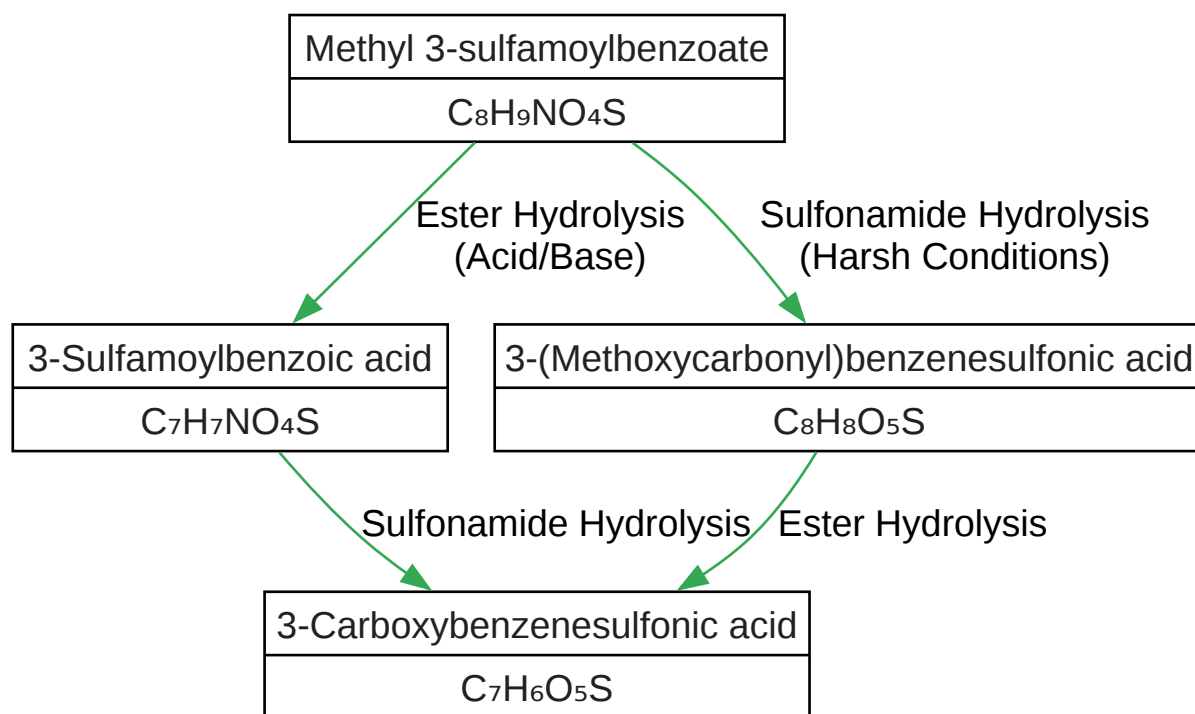 Methyl 3-sulfamoylbenzoate
C₈H₉NO₄S
Ester Hydrolysis
(Acid/Base)
Sulfonamide Hydrolysis
(Harsh Conditions)
3-Sulfamoylbenzoic acid
C₇H₇NO₄S
3-(Methoxycarbonyl)benzenesulfonic acid
C₈H₈O₅S
Sulfonamide Hydrolysis
Ester Hydrolysis
3-Carboxybenzenesulfonic acid
C₇H₆O₅S